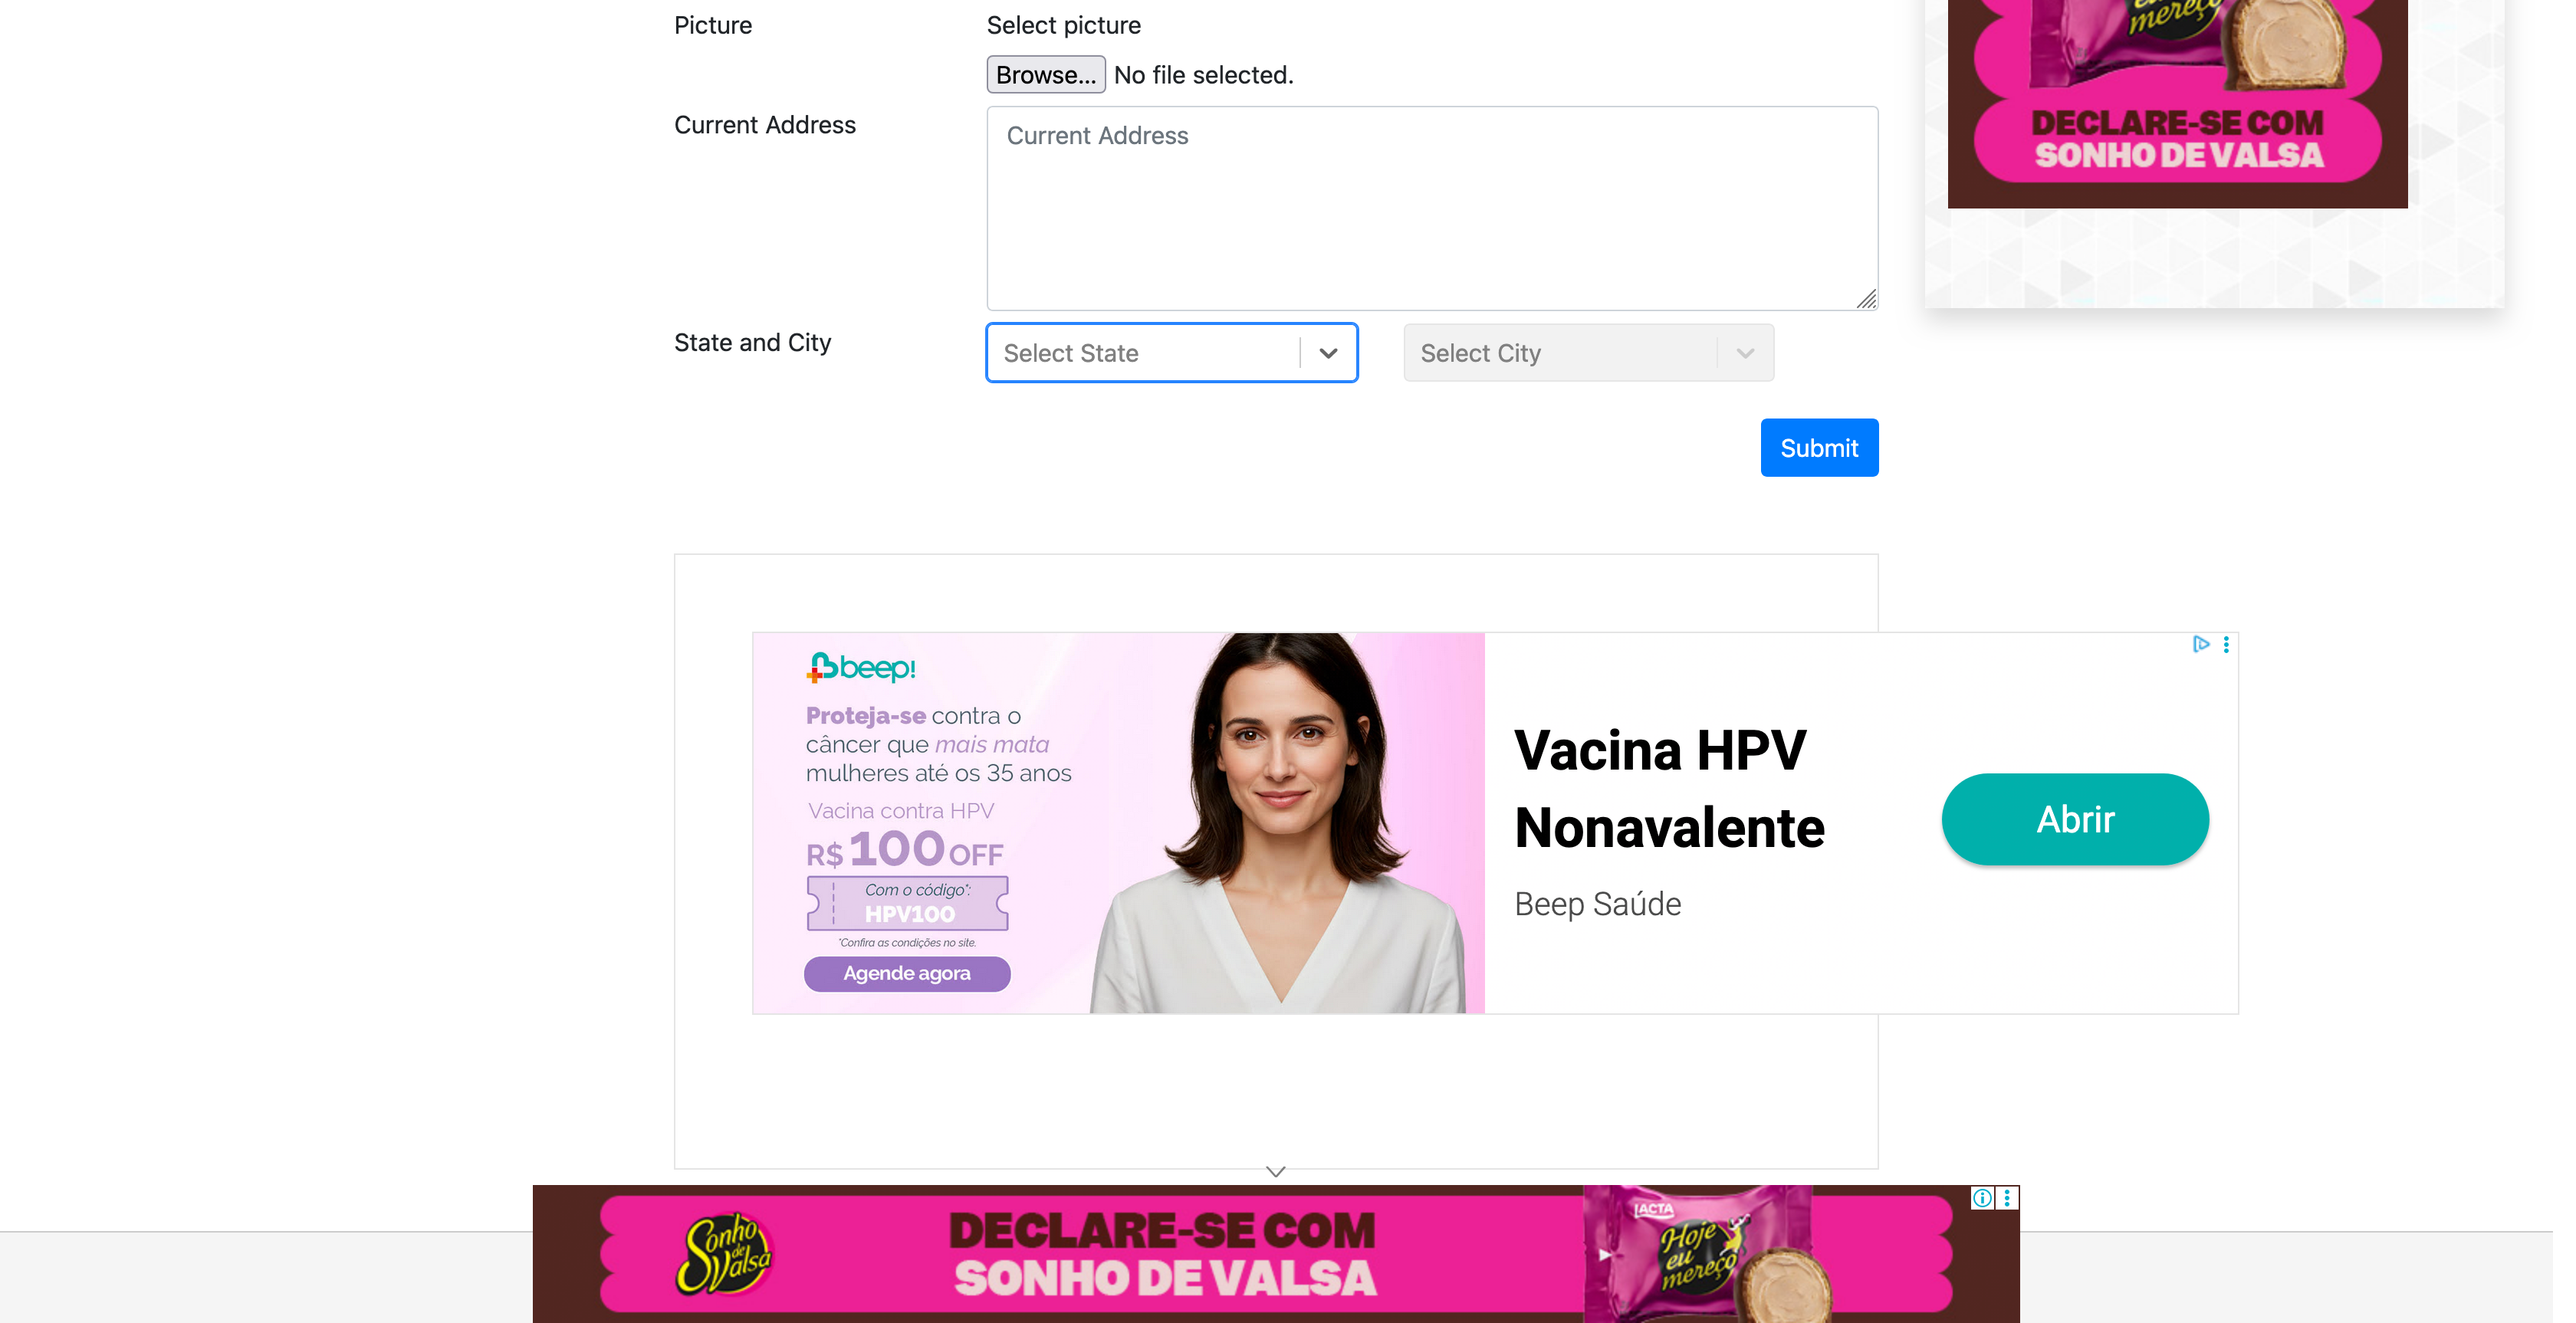 Picture
Select picture
Browse... No file selected.
Current Address
Current Address
State and City
Select State
Select City
Submit
mereço
DECLARE-SE COM
SONHO DE VALSA
beep!
Proteja-se contra o
câncer que mais mata
mulheres até os 35 anos
Vacina contra HPV
R$ 100 OFF
Com o código*:
HPV100
*Confira as condições no site.
Agende agora
Vacina HPV
Nonavalente
Beep Saúde
Abrir
Sonho
de
Valsa
DECLARE-SE COM
SONHO DE VALSA
LACTA
Hoje
eu
mereço